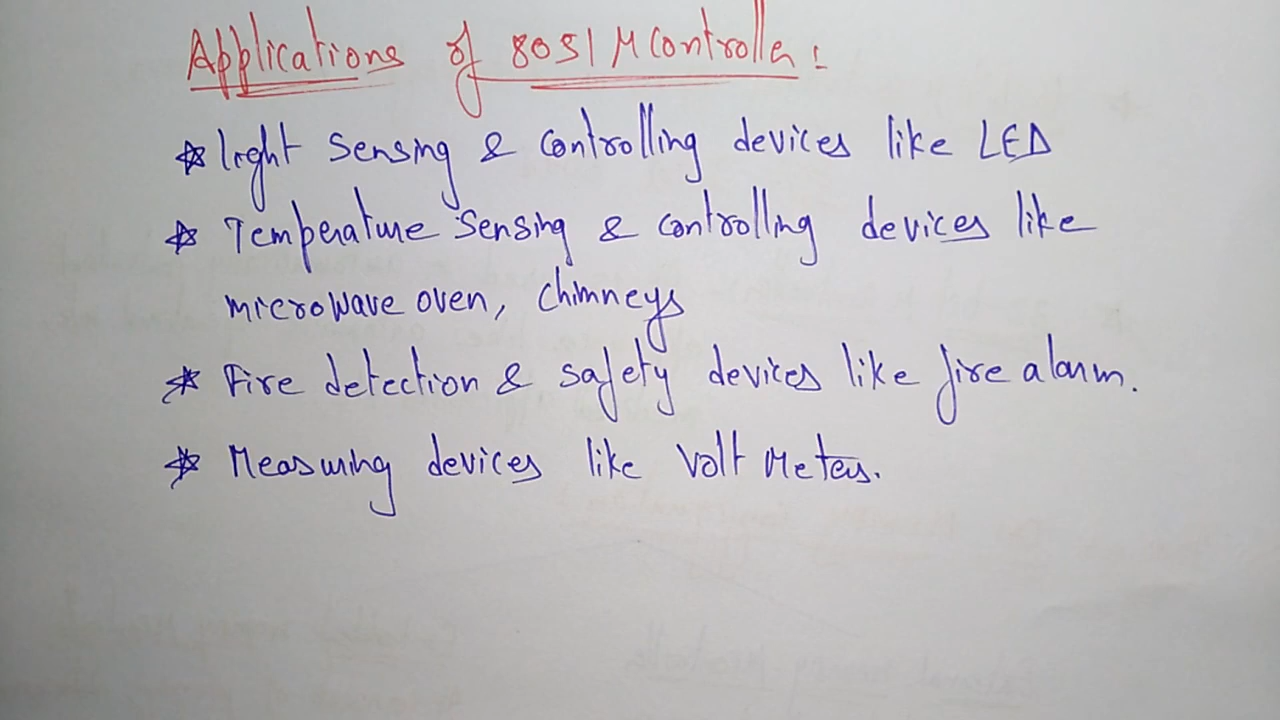 Applications of 8051 μController:
☆ Light Sensing & Controlling devices like LED
☆ Temperature Sensing & Controlling devices like
microwave oven, chimneys
☆ Fire detection & safety devices like fire alarm.
☆ Measuring devices like Volt Meters.